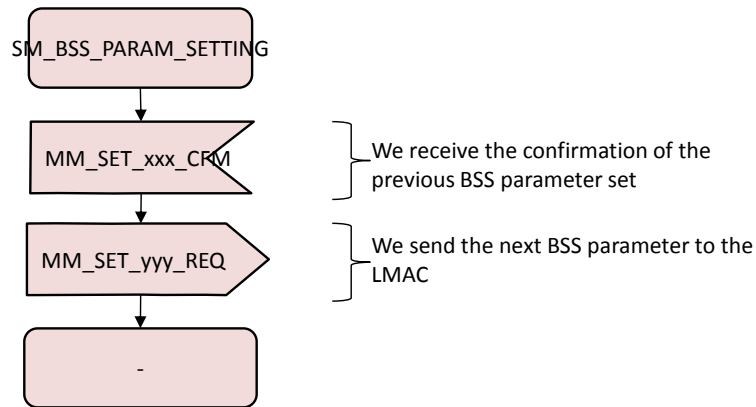 SM_BSS_PARAM_SETTING
MM_SET_xxx_CFM
We receive the confirmation of the
previous BSS parameter set
MM_SET_yyy_REQ
We send the next BSS parameter to the
LMAC
-